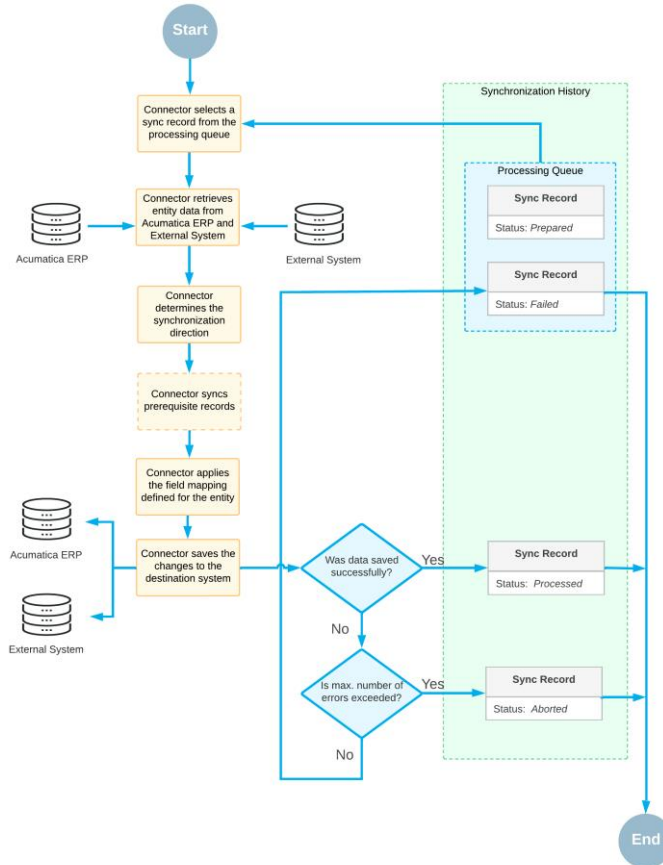 Start
Synchronization History
Connector selects a
sync record from the
processing queue
Processing Queue
Sync Record
Status: Prepared
Connector retrieves
entity data from
Acumatica ERP and
External System
Acumatica ERP
External System
Sync Record
Status: Failed
Connector
determines the
synchronization
direction
Connector syncs
prerequisite records
Connector applies
the field mapping
defined for the entity
Acumatica ERP
Connector saves the
changes to the
destination system
Was data saved
successfully?
Yes
Sync Record
Status: Processed
External System
No
Is max. number of
errors exceeded?
Yes
Sync Record
Status: Aborted
No
End